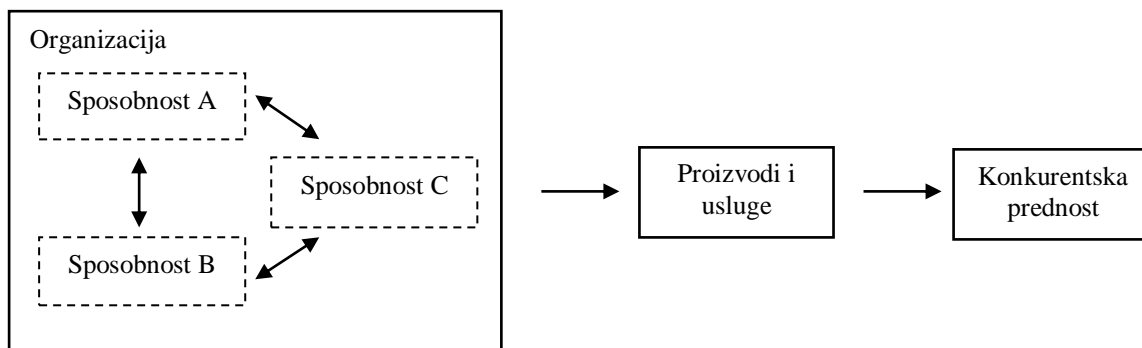 Organizacija
Sposobnost A
Sposobnost C
Sposobnost B
Proizvodi i
usluge
Konkurentska
prednost